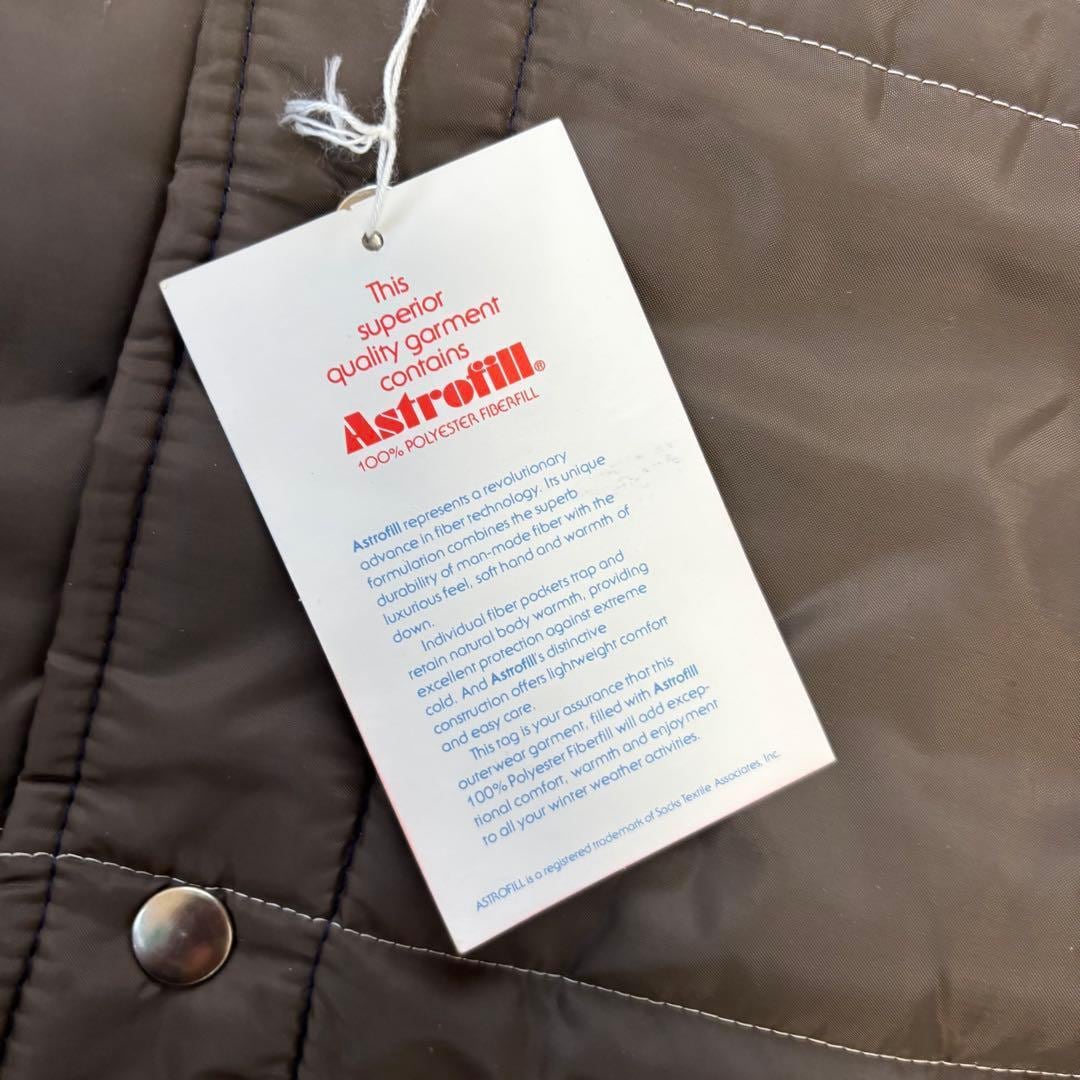 This
superior
quality garment
contains
Astrofill®
100% POLYESTER FIBERFILL
Astrofill represents a revolutionary
advance in fiber technology. Its unique
formulation combines the superb
durability of man-made fiber with the
luxurious feel, soft hand and warmth of
down.
Individual fiber pockets trap and
retain natural body warmth, providing
excellent protection against extreme
cold. And Astrofill's distinctive
construction offers lightweight comfort
and easy care.
This tag is your assurance that this
outerwear garment, filled with Astrofill
100% Polyester Fiberfill will add excep-
tional comfort, warmth and enjoyment
to all your winter weather activities.
ASTROFILL is a registered trademark of Sacks Textile Associates, Inc.